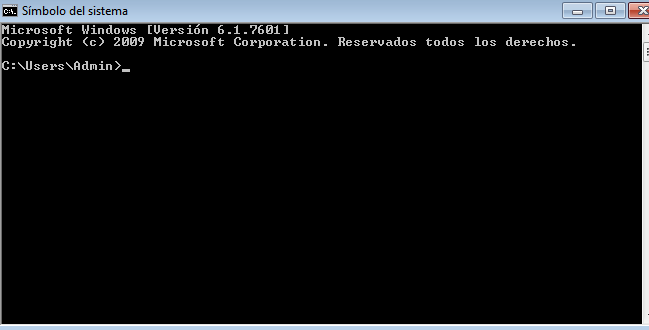 Símbolo del sistema
Microsoft Windows [Versión 6.1.7601]
Copyright (c) 2009 Microsoft Corporation. Reservados todos los derechos.
C:\Users\Admin>_